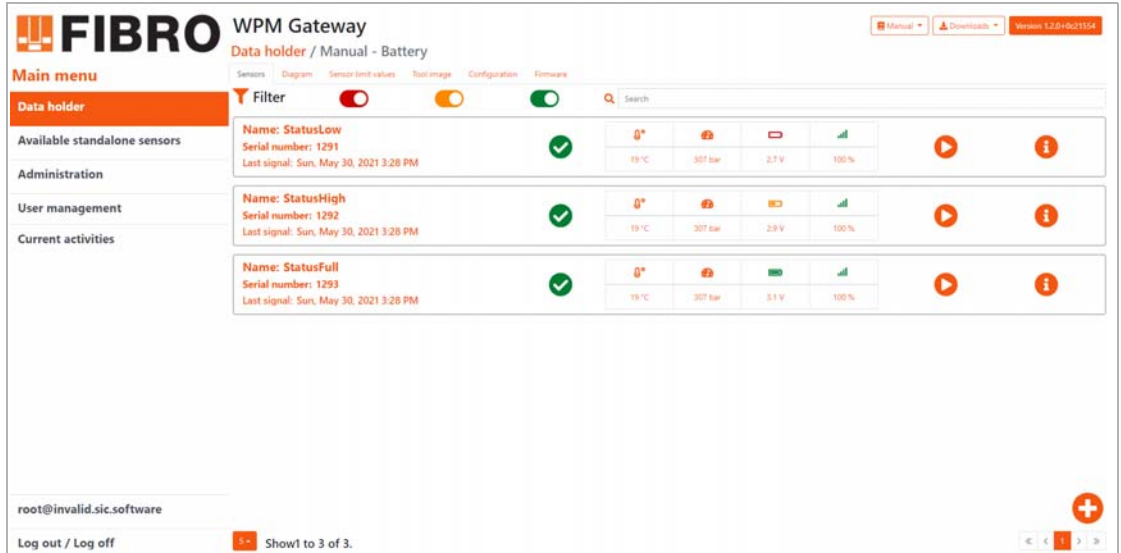 FIBRO
WPM Gateway
Manual
Downloads
Version 1.2.0+0c21554
Data holder / Manual - Battery
Main menu
Sensors Diagram Sensor limit values Tool image Configuration Firmware
Data holder
Filter
Search
Available standalone sensors
Administration
User management
Current activities
Name: StatusLow
Serial number: 1291
Last signal: Sun, May 30, 2021 3:28 PM
19 °C 307 bar 2.7 V 100 %
Name: StatusHigh
Serial number: 1292
Last signal: Sun, May 30, 2021 3:28 PM
19 °C 307 bar 2.9 V 100 %
Name: StatusFull
Serial number: 1293
Last signal: Sun, May 30, 2021 3:28 PM
19 °C 307 bar 3.1 V 100 %
root@invalid.sic.software
Log out / Log off
5 Show1 to 3 of 3.
« ‹ 1 › »